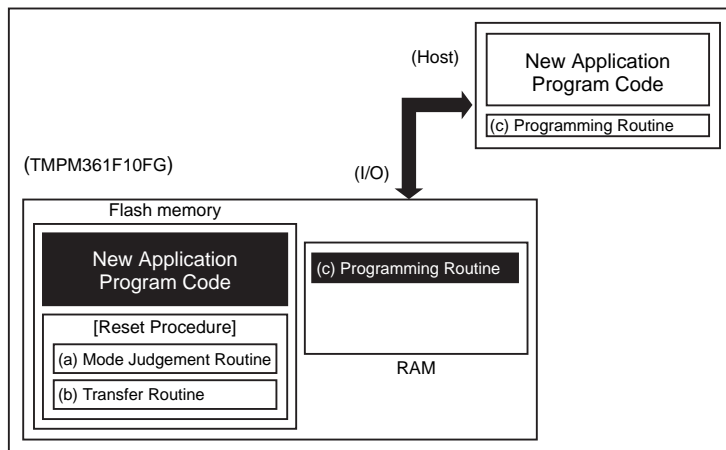 (Host)
New Application
Program Code
(c) Programming Routine
(TMPM361F10FG)
(I/O)
Flash memory
New Application
Program Code
[Reset Procedure]
(a) Mode Judgement Routine
(b) Transfer Routine
(c) Programming Routine
RAM